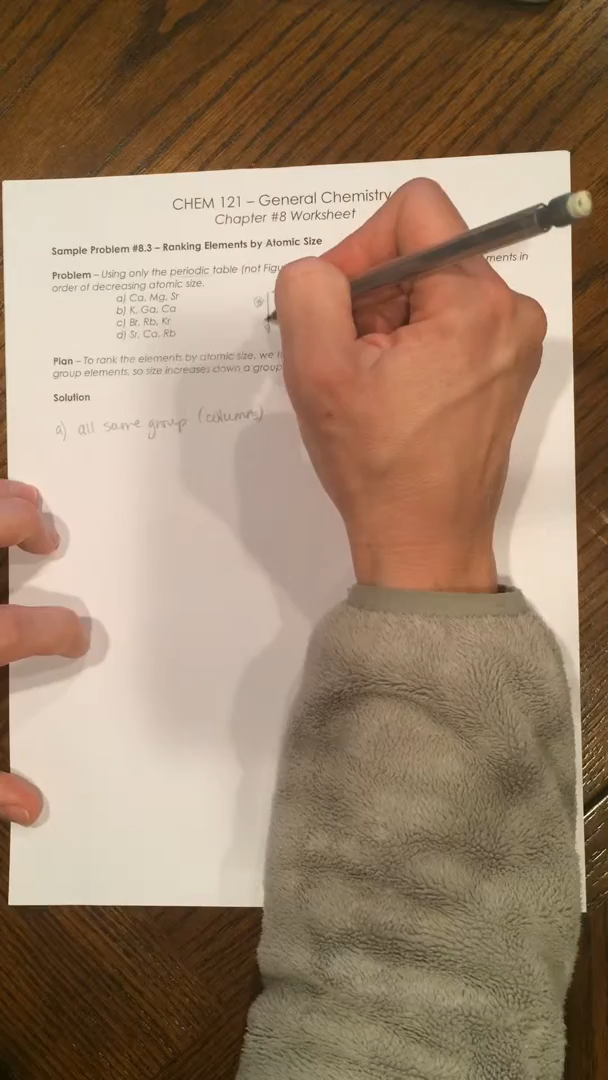 CHEM 121 – General Chemistry
Chapter #8 Worksheet
Sample Problem #8.3 – Ranking Elements by Atomic Size
Problem – Using only the periodic table (not ments in
order of decreasing atomic size.
a) Ca, Mg, Sr
b) K, Ga, Ca
c) Br, Rb, Kr
d) Sr, Ca, Rb
Plan – To rank the elements by atomic size, we
group elements, so size increases down a group
Solution
a) all same group (columns)